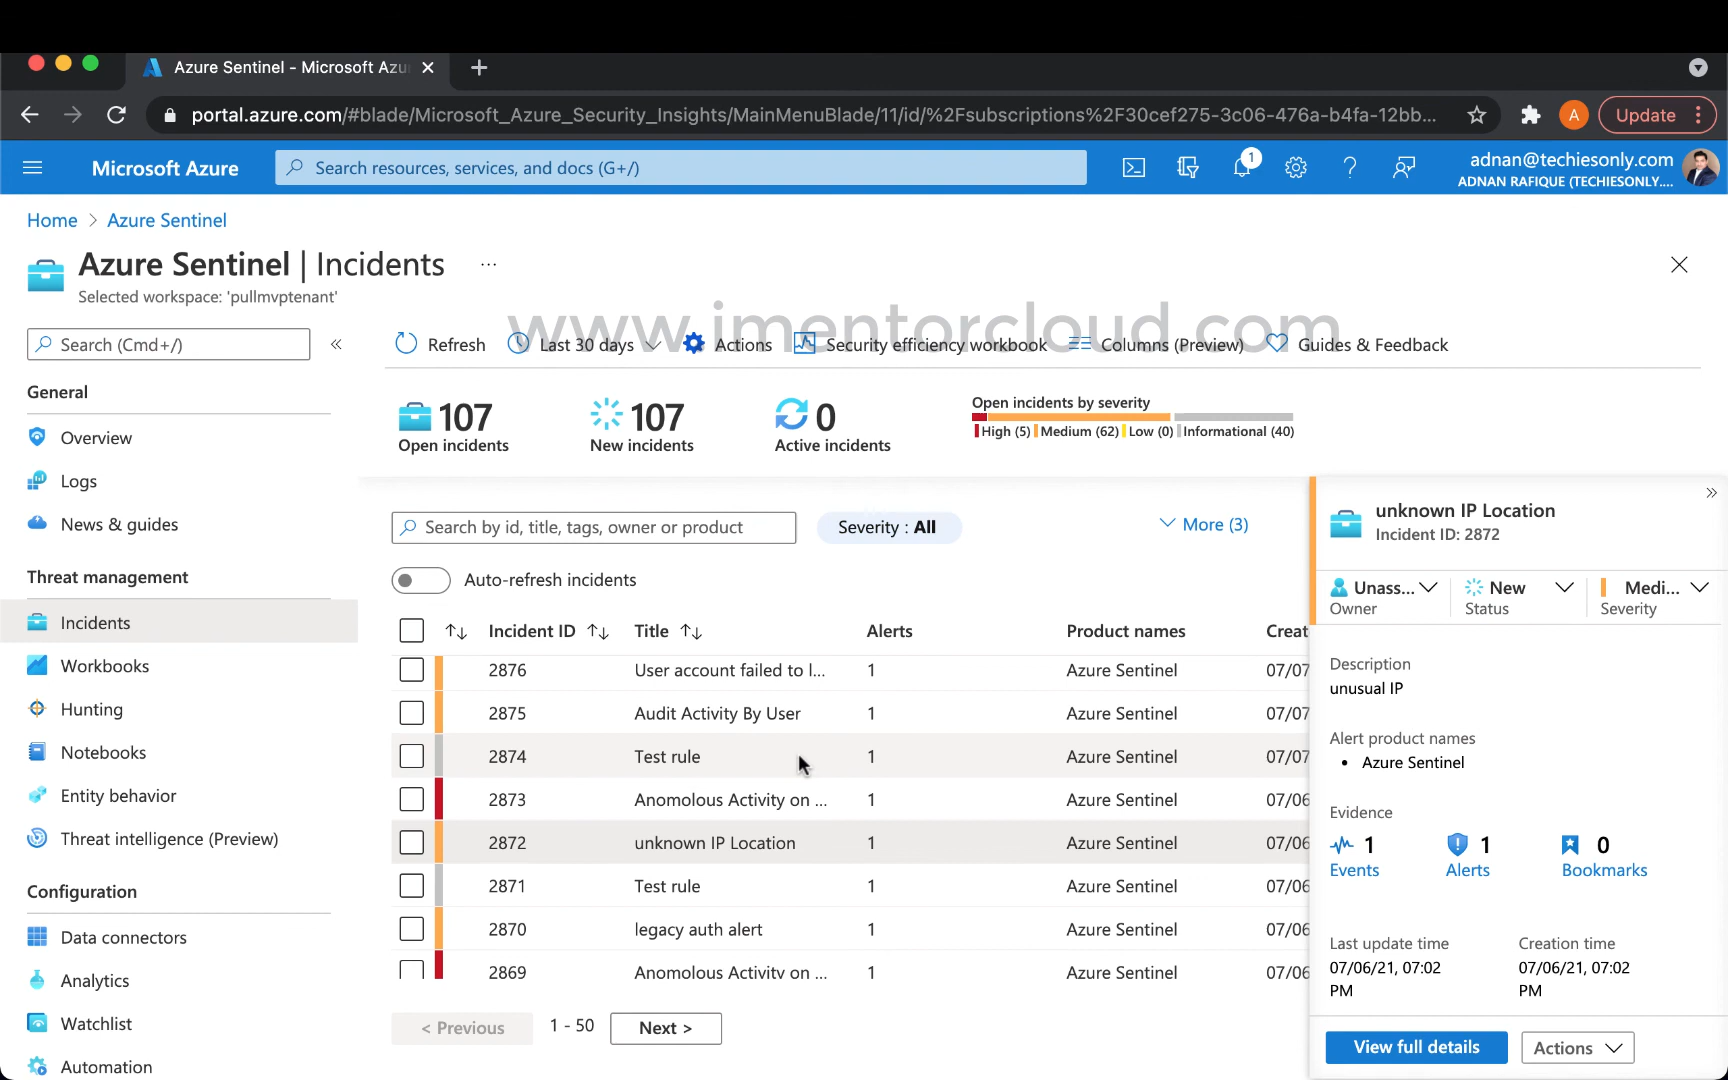 Azure Sentinel - Microsoft Azu
portal.azure.com/#blade/Microsoft_Azure_Security_Insights/MainMenuBlade/11/id/%2Fsubscriptions%2F30cef275-3c06-476a-b4fa-12bb...
A
Update
Microsoft Azure
Search resources, services, and docs (G+/)
1
adnan@techiesonly.com
ADNAN RAFIQUE (TECHIESONLY....
Home > Azure Sentinel
Azure Sentinel | Incidents ...
Selected workspace: 'pullmvptenant'
www.imentorcloud.com
Search (Cmd+/)
«
Refresh
Last 30 days
Actions
Security efficiency workbook
Columns (Preview)
Guides & Feedback
General
Overview
Logs
News & guides
Threat management
Incidents
Workbooks
Hunting
Notebooks
Entity behavior
Threat intelligence (Preview)
Configuration
Data connectors
Analytics
Watchlist
Automation
107
Open incidents
107
New incidents
0
Active incidents
Open incidents by severity
High (5) Medium (62) Low (0) Informational (40)
Search by id, title, tags, owner or product
Severity : All
More (3)
Auto-refresh incidents
Incident ID Title Alerts Product names Creat
2876 User account failed to l... 1 Azure Sentinel 07/07
2875 Audit Activity By User 1 Azure Sentinel 07/07
2874 Test rule 1 Azure Sentinel 07/07
2873 Anomolous Activity on ... 1 Azure Sentinel 07/06
2872 unknown IP Location 1 Azure Sentinel 07/06
2871 Test rule 1 Azure Sentinel 07/06
2870 legacy auth alert 1 Azure Sentinel 07/06
2869 Anomolous Activity on ... 1 Azure Sentinel 07/06
< Previous 1 - 50 Next >
»
unknown IP Location
Incident ID: 2872
Unass... New Medi...
Owner Status Severity
Description
unusual IP
Alert product names
• Azure Sentinel
Evidence
1 1 0
Events Alerts Bookmarks
Last update time Creation time
07/06/21, 07:02 07/06/21, 07:02
PM PM
View full details Actions